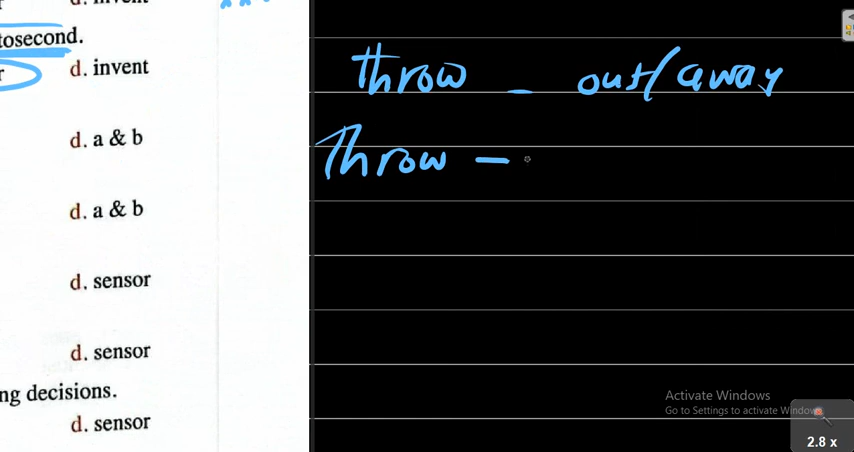 d. invent
tosecond.
d. invent
d. a & b
d. a & b
d. sensor
d. sensor
ng decisions.
d. sensor
throw - out/away
Throw -
Activate Windows
Go to Settings to activate Windows
2.8 x